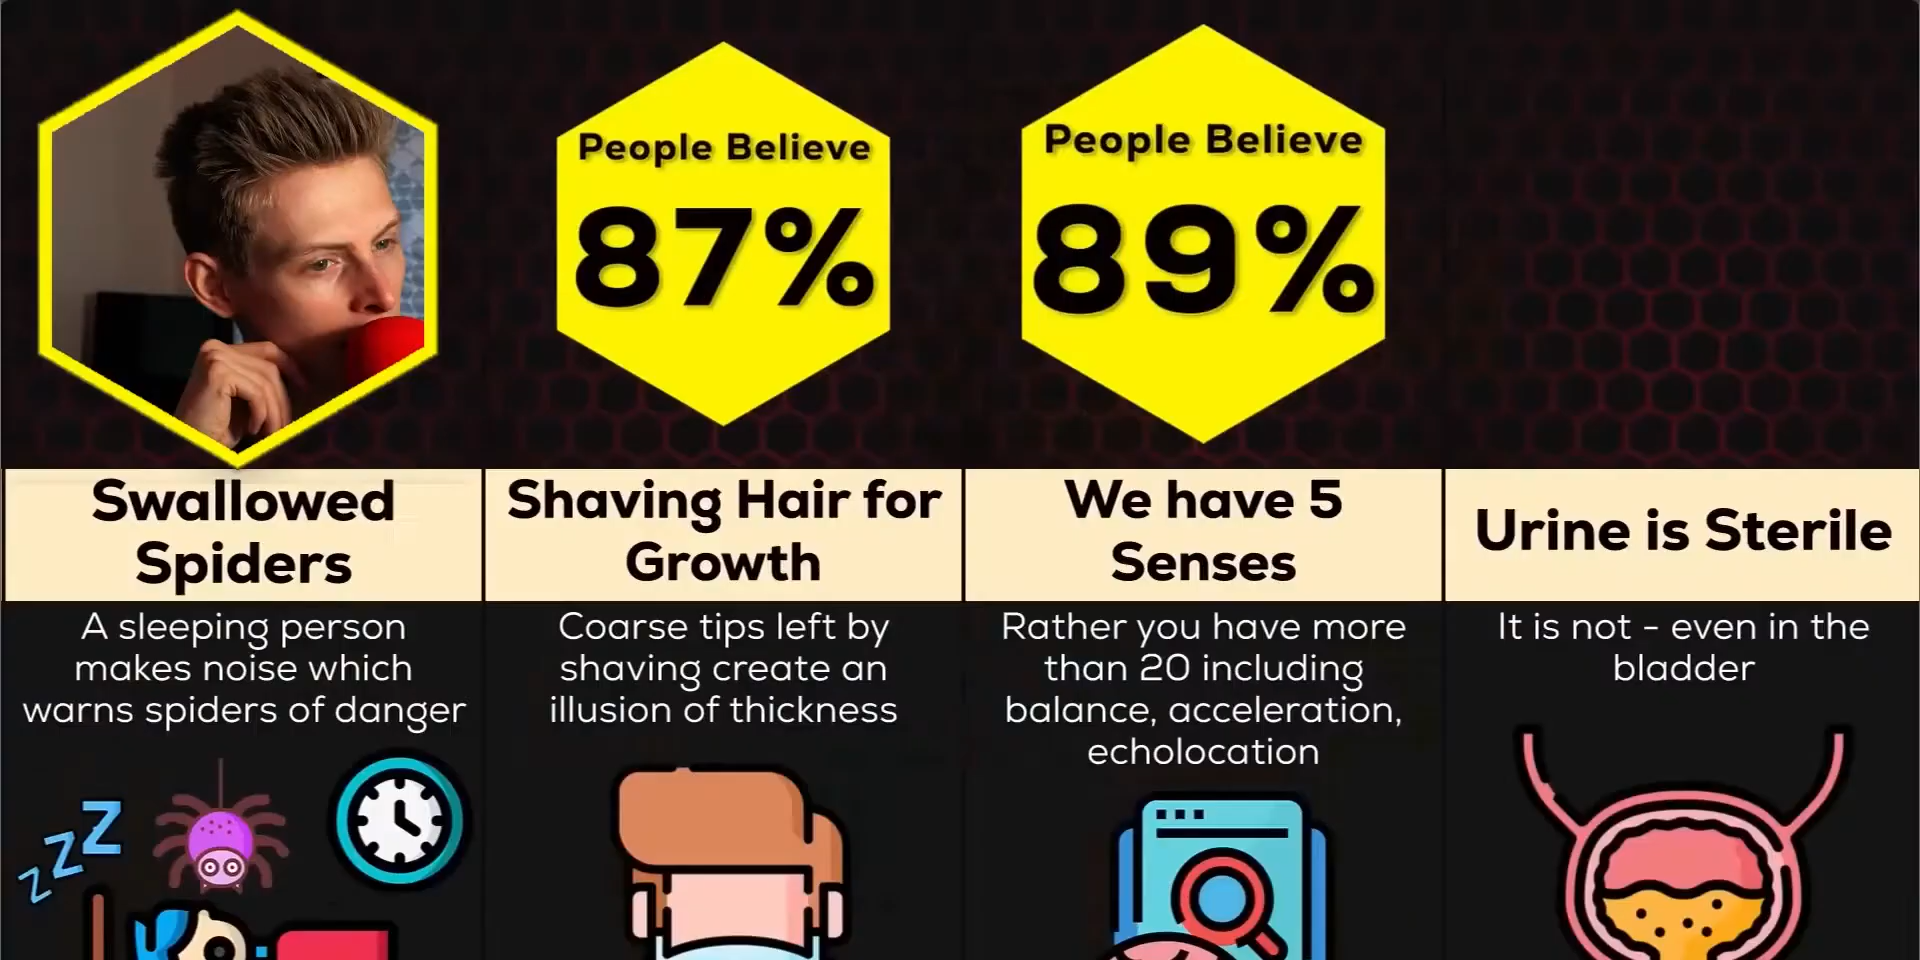 People Believe
87%
People Believe
89%
Swallowed
Spiders
A sleeping person
makes noise which
warns spiders of danger
Z Z Z
Shaving Hair for
Growth
Coarse tips left by
shaving create an
illusion of thickness
We have 5
Senses
Rather you have more
than 20 including
balance, acceleration,
echolocation
Urine is Sterile
It is not - even in the
bladder